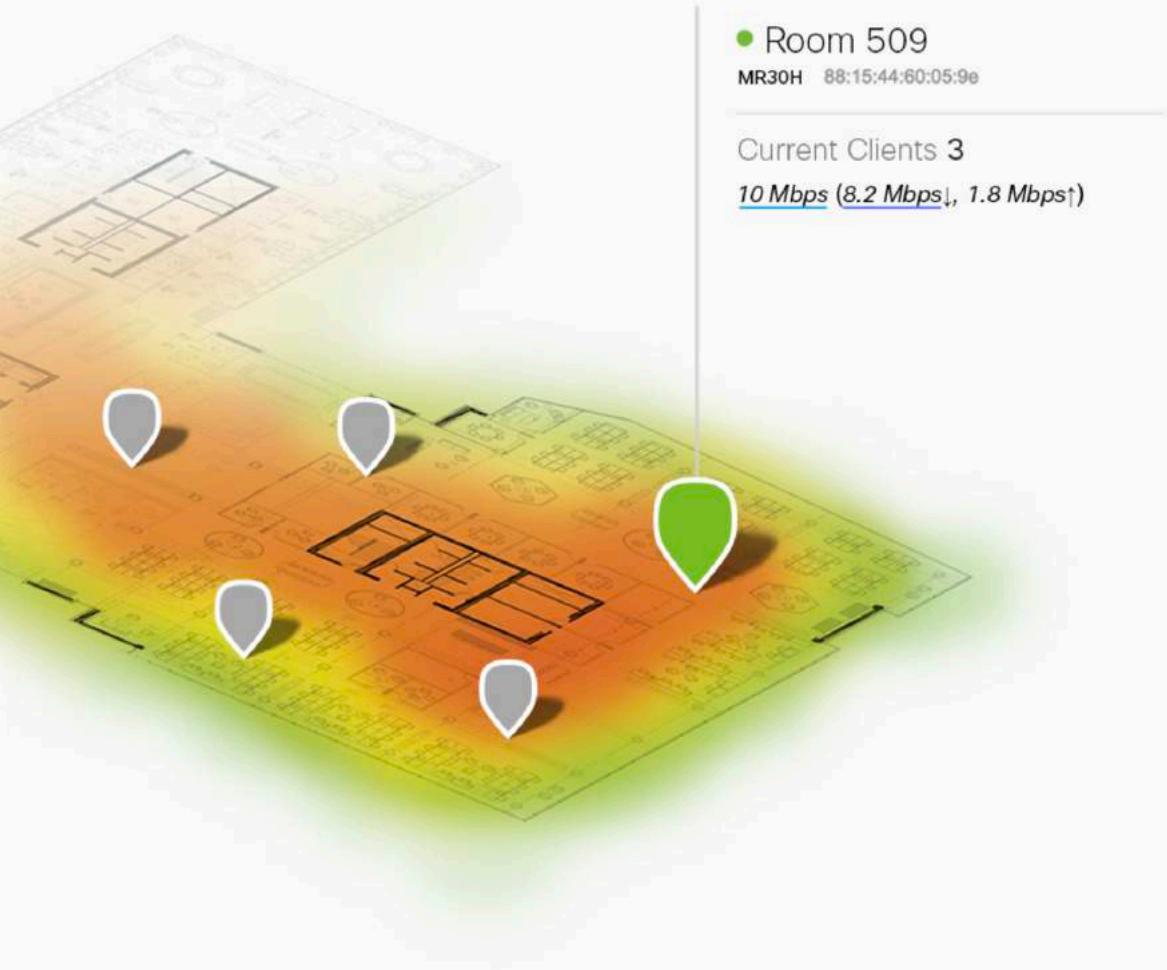 Room 509
MR30H 88:15:44:60:05:9e
Current Clients 3
10 Mbps (8.2 Mbps↓, 1.8 Mbps↑)